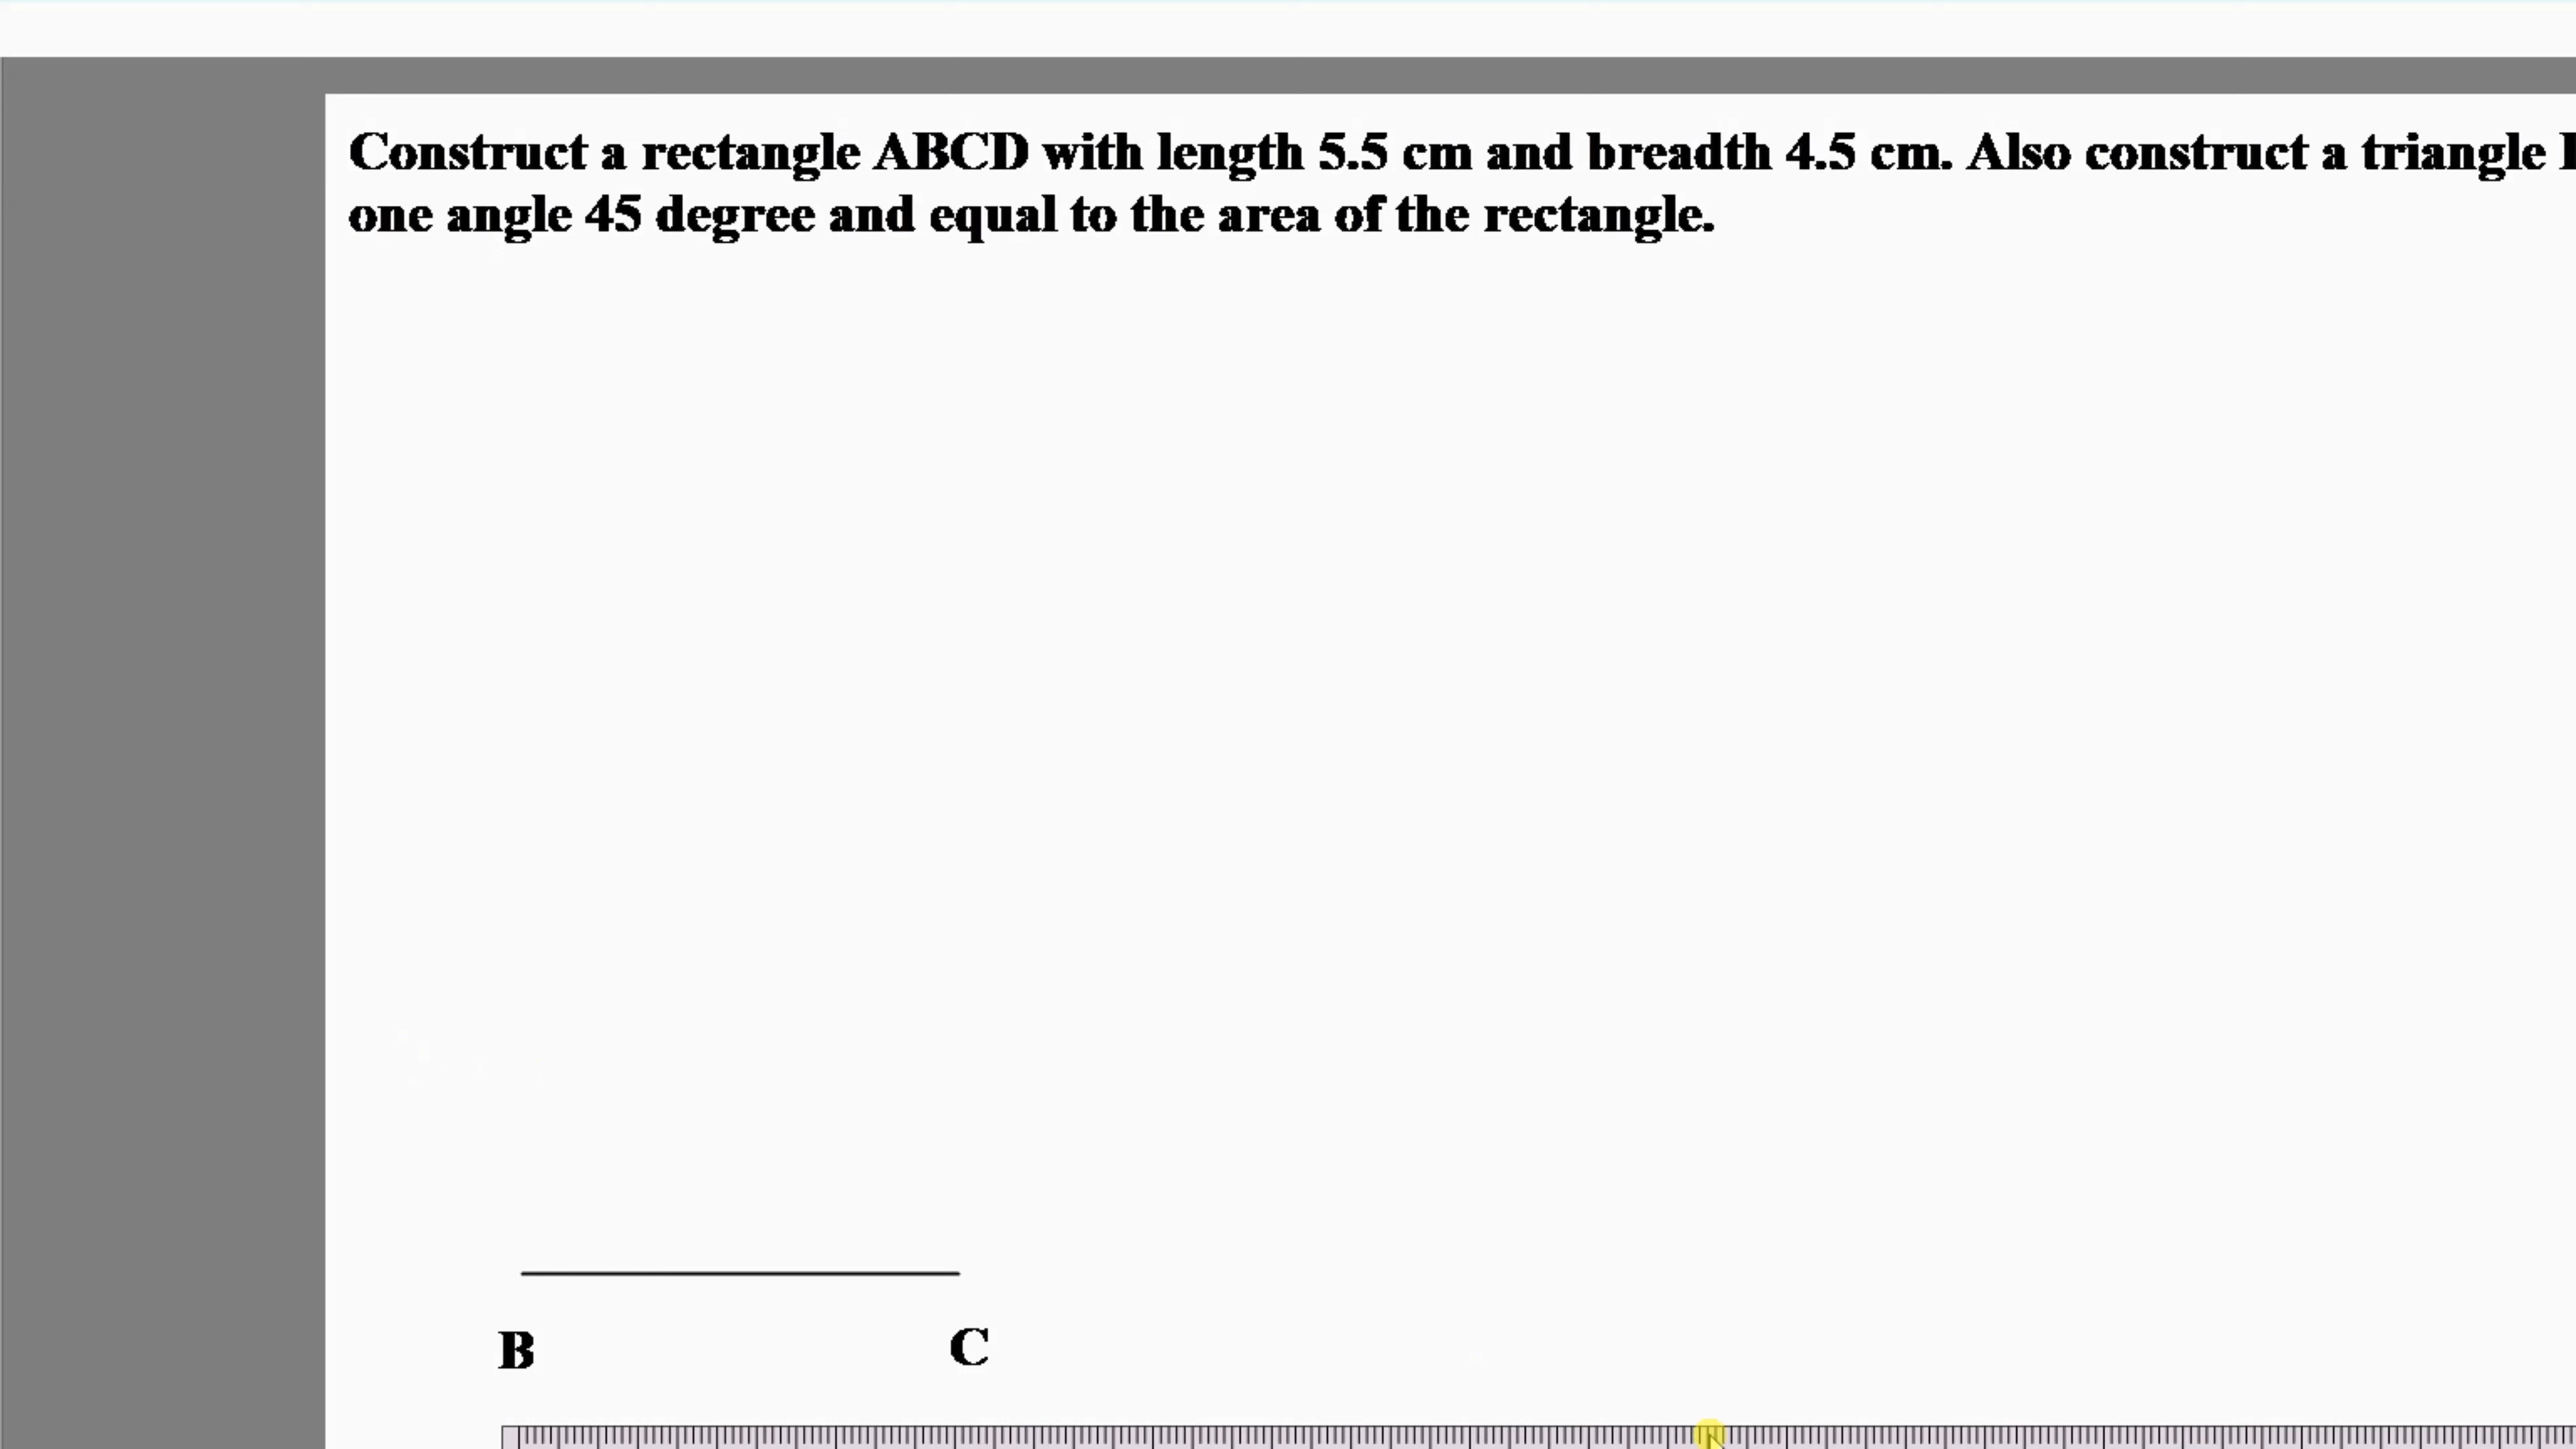 Construct a rectangle ABCD with length 5.5 cm and breadth 4.5 cm. Also construct a triangle
one angle 45 degree and equal to the area of the rectangle.
B C